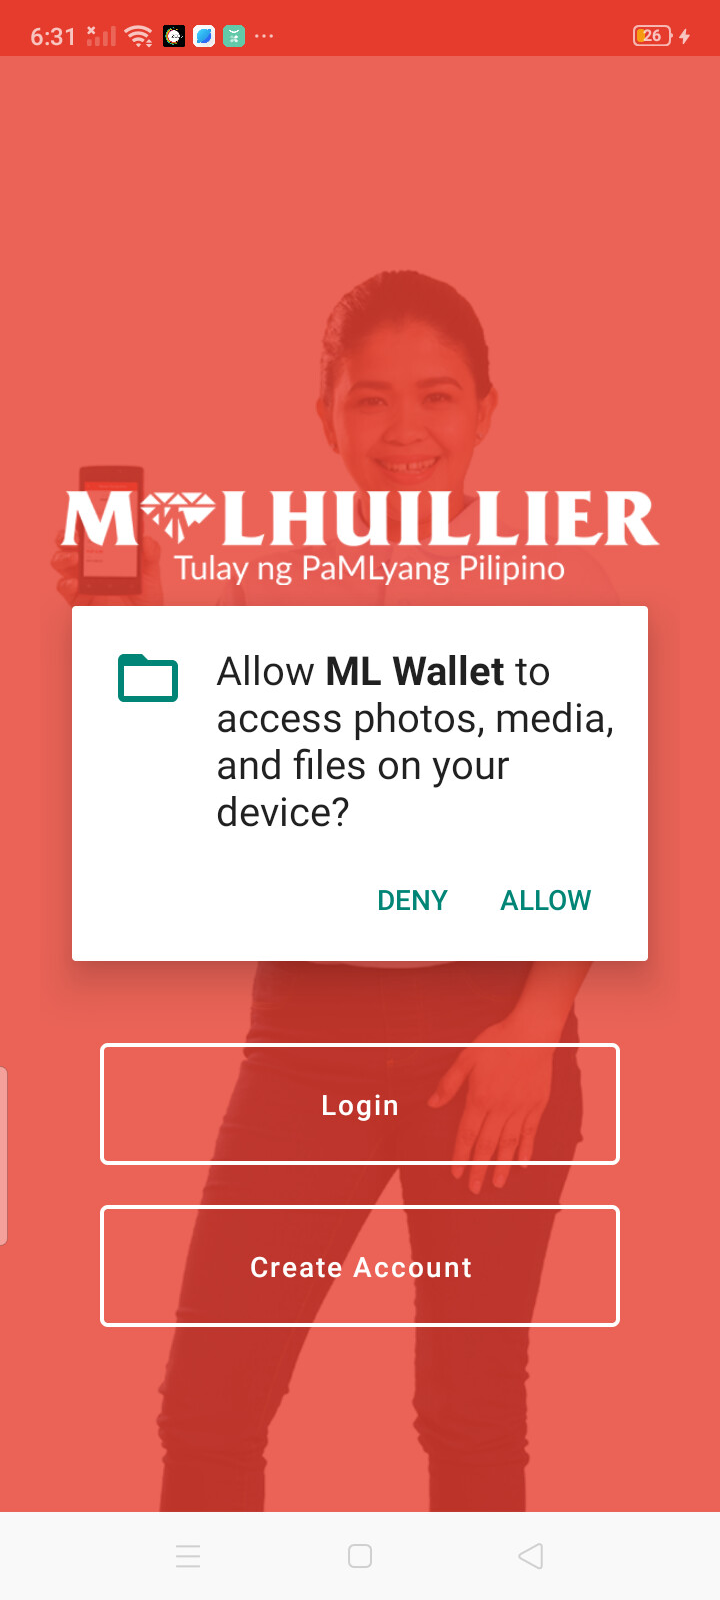 6:31
26
M LHUILLIER
Tulay ng PaMLyang Pilipino
Allow ML Wallet to
access photos, media,
and files on your
device?
DENY ALLOW
Login
Create Account